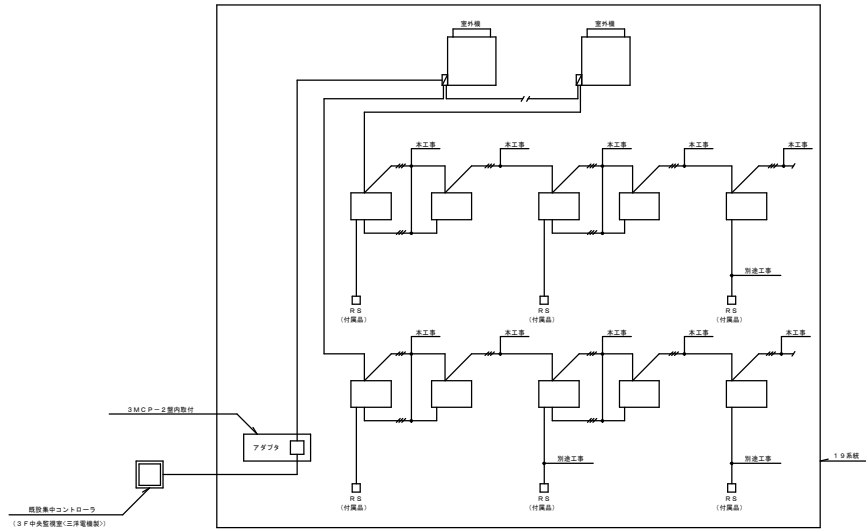 室外機
室外機
本工事
本工事
本工事
本工事
本工事
別途工事
ＲＳ
（付属品）
ＲＳ
（付属品）
ＲＳ
（付属品）
本工事
本工事
本工事
本工事
本工事
３ＭＣＰ－２盤内取付
アダプタ
別途工事
別途工事
１９系統
ＲＳ
（付属品）
ＲＳ
（付属品）
ＲＳ
（付属品）
既設集中コントローラ
（３Ｆ中央監視室<三洋電機製>）